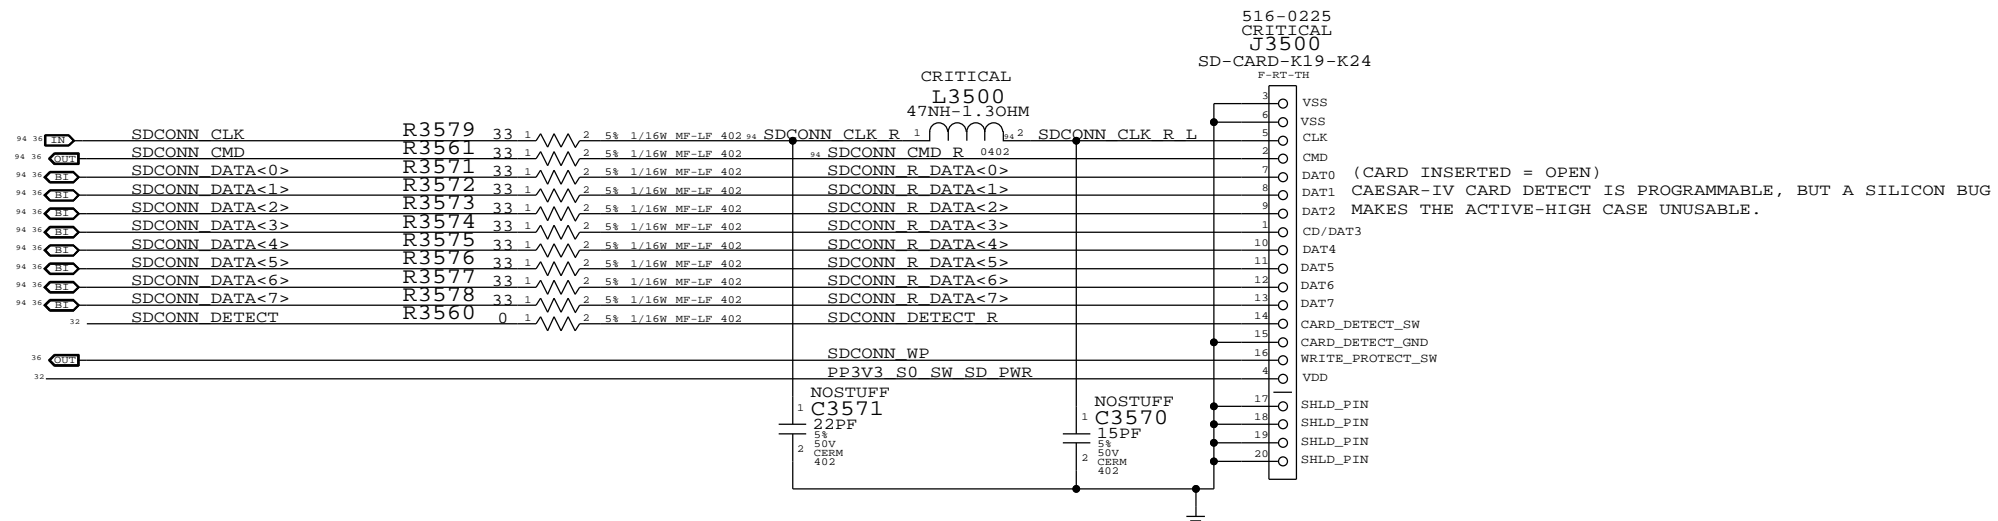 516-0225
CRITICAL
J3500
SD-CARD-K19-K24
F-RT-TH
CRITICAL
L3500
47NH-1.3OHM
3 VSS
6 VSS
94 36 IN SDCONN_CLK R3579 33 1 2 5% 1/16W MF-LF 402 94 SDCONN_CLK_R 1 94 2 SDCONN_CLK_R_L 5 CLK
0402
94 36 OUT SDCONN_CMD R3561 33 1 2 5% 1/16W MF-LF 402 94 SDCONN_CMD_R 2 CMD
94 36 BI SDCONN_DATA<0> R3571 33 1 2 5% 1/16W MF-LF 402 SDCONN_R_DATA<0> 7 DAT0 (CARD INSERTED = OPEN)
94 36 BI SDCONN_DATA<1> R3572 33 1 2 5% 1/16W MF-LF 402 SDCONN_R_DATA<1> 8 DAT1 CAESAR-IV CARD DETECT IS PROGRAMMABLE, BUT A SILICON BUG
94 36 BI SDCONN_DATA<2> R3573 33 1 2 5% 1/16W MF-LF 402 SDCONN_R_DATA<2> 9 DAT2 MAKES THE ACTIVE-HIGH CASE UNUSABLE.
94 36 BI SDCONN_DATA<3> R3574 33 1 2 5% 1/16W MF-LF 402 SDCONN_R_DATA<3> 1 CD/DAT3
94 36 BI SDCONN_DATA<4> R3575 33 1 2 5% 1/16W MF-LF 402 SDCONN_R_DATA<4> 10 DAT4
94 36 BI SDCONN_DATA<5> R3576 33 1 2 5% 1/16W MF-LF 402 SDCONN_R_DATA<5> 11 DAT5
94 36 BI SDCONN_DATA<6> R3577 33 1 2 5% 1/16W MF-LF 402 SDCONN_R_DATA<6> 12 DAT6
94 36 BI SDCONN_DATA<7> R3578 33 1 2 5% 1/16W MF-LF 402 SDCONN_R_DATA<7> 13 DAT7
32 SDCONN_DETECT R3560 0 1 2 5% 1/16W MF-LF 402 SDCONN_DETECT_R 14 CARD_DETECT_SW
15 CARD_DETECT_GND
36 OUT SDCONN_WP 16 WRITE_PROTECT_SW
32 PP3V3_S0_SW_SD_PWR 4 VDD
NOSTUFF
1 C3571
22PF
5%
50V
2 CERM
402
NOSTUFF
1 C3570
15PF
5%
50V
2 CERM
402
17 SHLD_PIN
18 SHLD_PIN
19 SHLD_PIN
20 SHLD_PIN